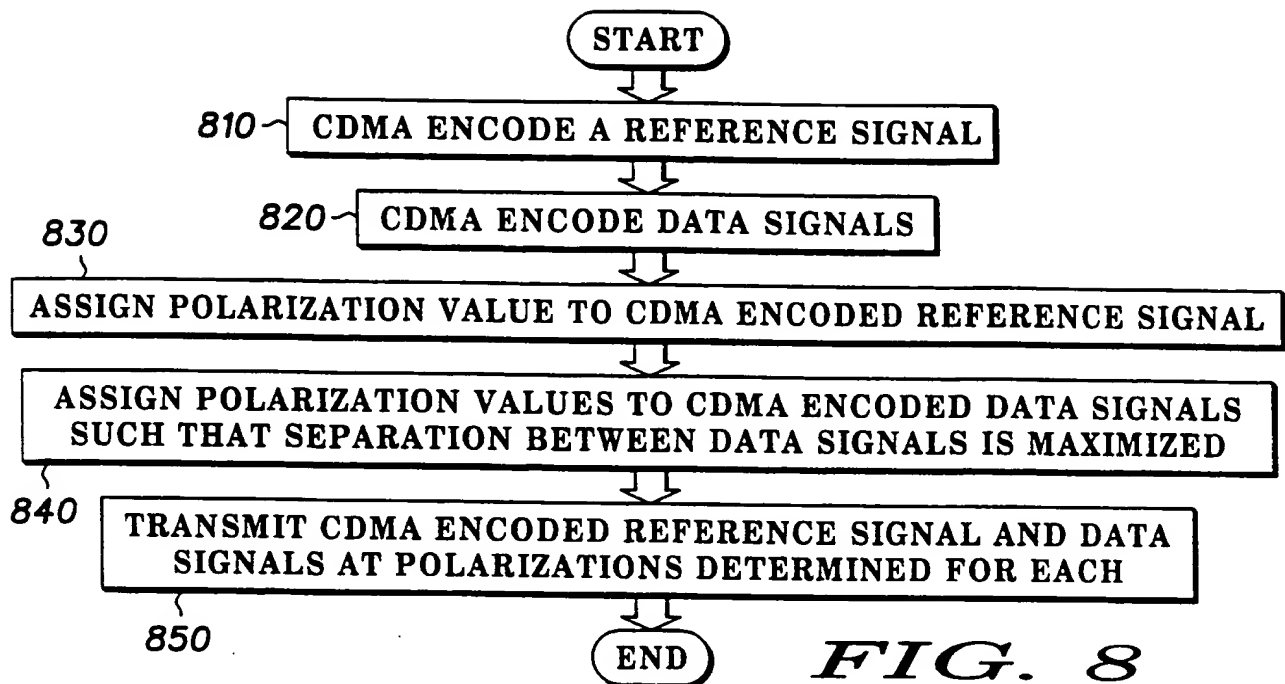 START
810
CDMA ENCODE A REFERENCE SIGNAL
820
CDMA ENCODE DATA SIGNALS
830
ASSIGN POLARIZATION VALUE TO CDMA ENCODED REFERENCE SIGNAL
ASSIGN POLARIZATION VALUES TO CDMA ENCODED DATA SIGNALS
SUCH THAT SEPARATION BETWEEN DATA SIGNALS IS MAXIMIZED
840
TRANSMIT CDMA ENCODED REFERENCE SIGNAL AND DATA
SIGNALS AT POLARIZATIONS DETERMINED FOR EACH
850
END
FIG. 8